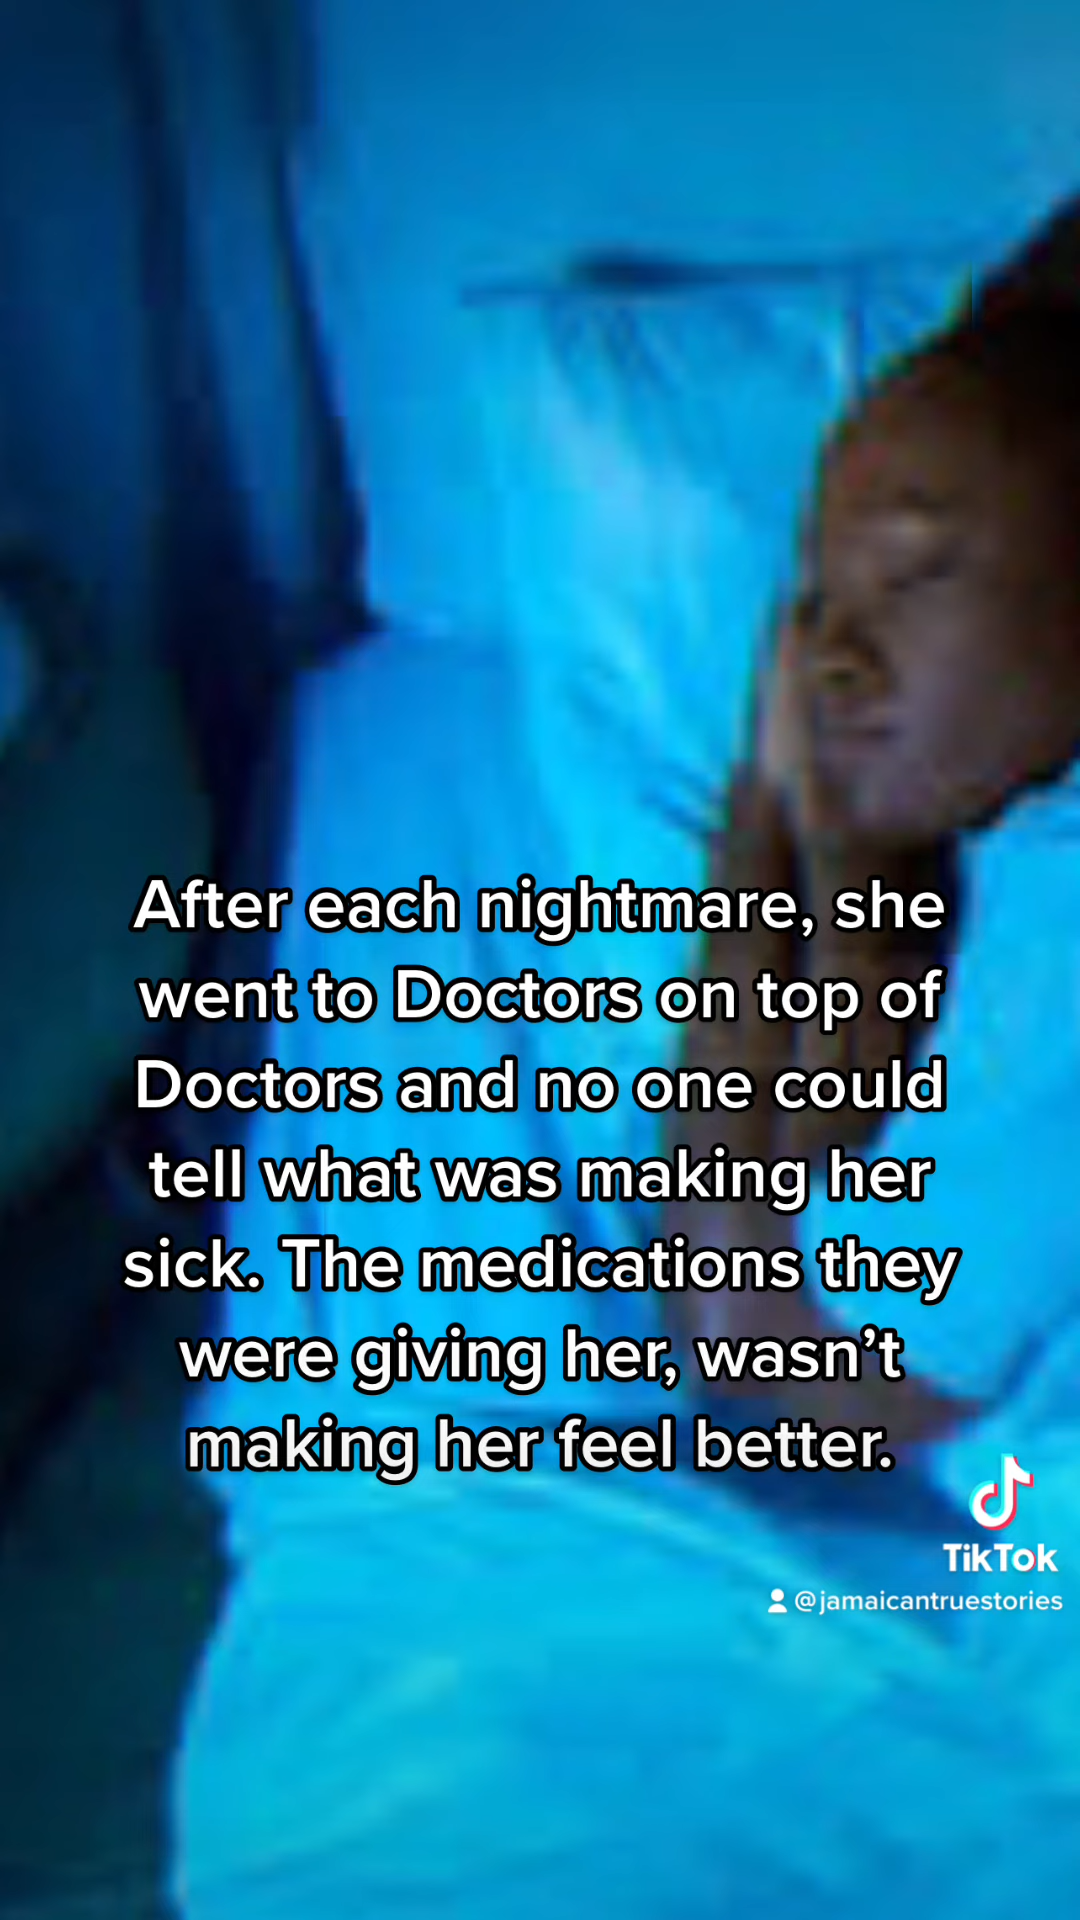 After each nightmare, she
went to Doctors on top of
Doctors and no one could
tell what was making her
sick. The medications they
were giving her, wasn’t
making her feel better.
TikTok
@jamaicantruestories